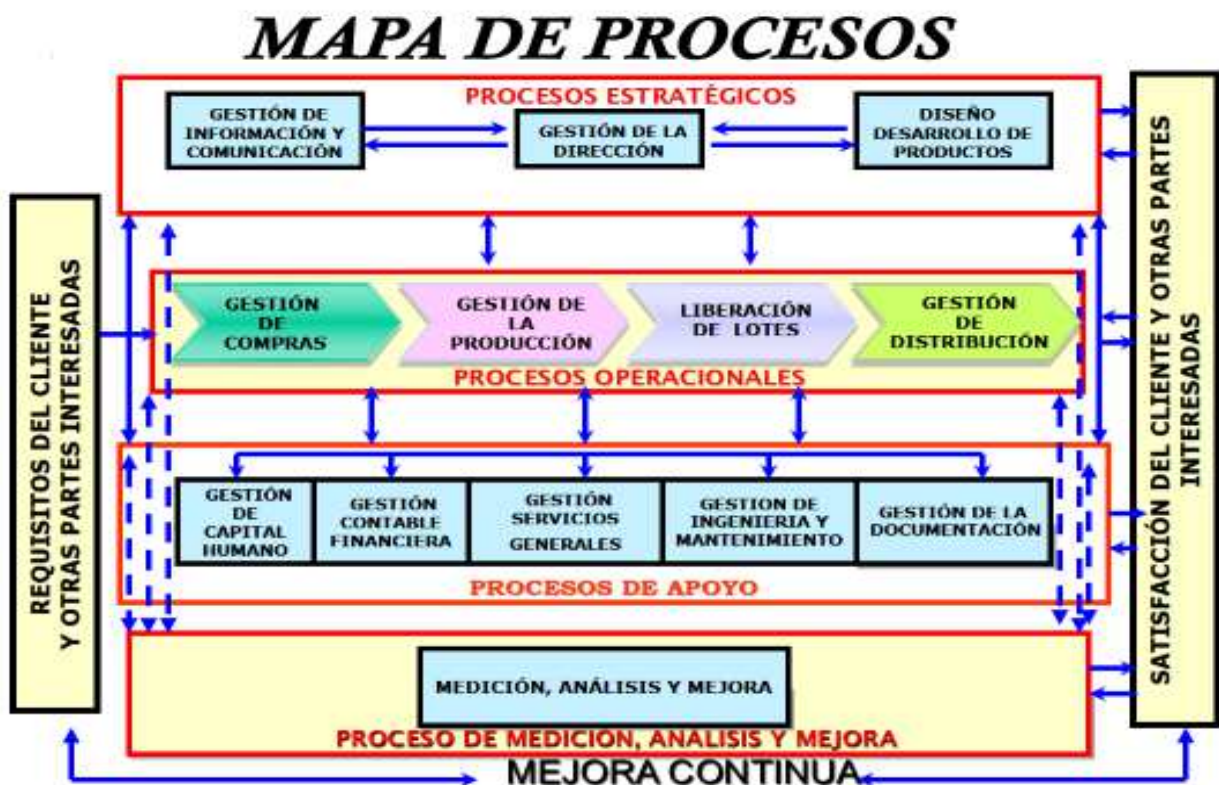 MAPA DE PROCESOS
PROCESOS ESTRATÉGICOS
GESTIÓN DE
INFORMACIÓN Y
COMUNICACIÓN
GESTIÓN DE LA
DIRECCIÓN
DISEÑO
DESARROLLO DE
PRODUCTOS
REQUISITOS DEL CLIENTE
Y OTRAS PARTES INTERESADAS
GESTIÓN
DE
COMPRAS
GESTIÓN DE
LA
PRODUCCIÓN
LIBERACIÓN
DE LOTES
GESTIÓN
DE
DISTRIBUCIÓN
PROCESOS OPERACIONALES
GESTIÓN
DE
CAPITAL
HUMANO
GESTIÓN
CONTABLE
FINANCIERA
GESTIÓN
SERVICIOS
GENERALES
GESTION DE
INGENIERIA Y
MANTENIMIENTO
GESTIÓN DE LA
DOCUMENTACIÓN
PROCESOS DE APOYO
MEDICIÓN, ANÁLISIS Y MEJORA
PROCESO DE MEDICIÓN, ANALISIS Y MEJORA
SATISFACCIÓN DEL CLIENTE Y OTRAS PARTES
INTERESADAS
MEJORA CONTINUA